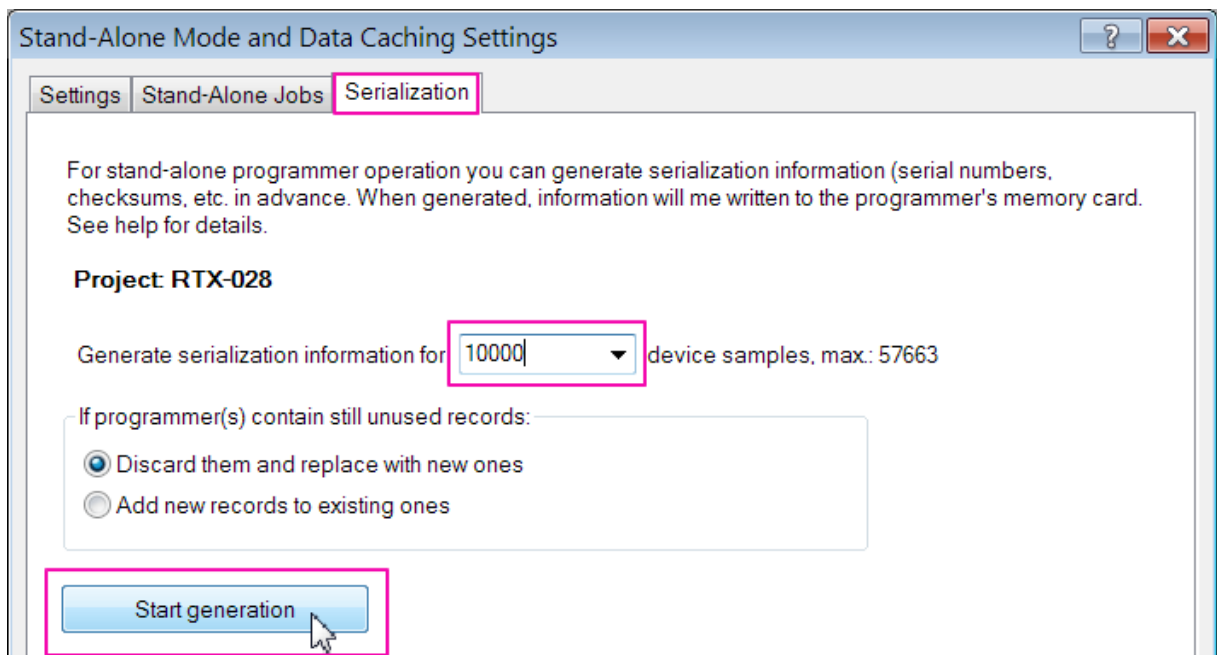 Stand-Alone Mode and Data Caching Settings
?
Settings Stand-Alone Jobs Serialization
For stand-alone programmer operation you can generate serialization information (serial numbers,
checksums, etc. in advance. When generated, information will me written to the programmer's memory card.
See help for details.
Project: RTX-028
Generate serialization information for 10000 device samples, max.: 57663
If programmer(s) contain still unused records:
Discard them and replace with new ones
Add new records to existing ones
Start generation